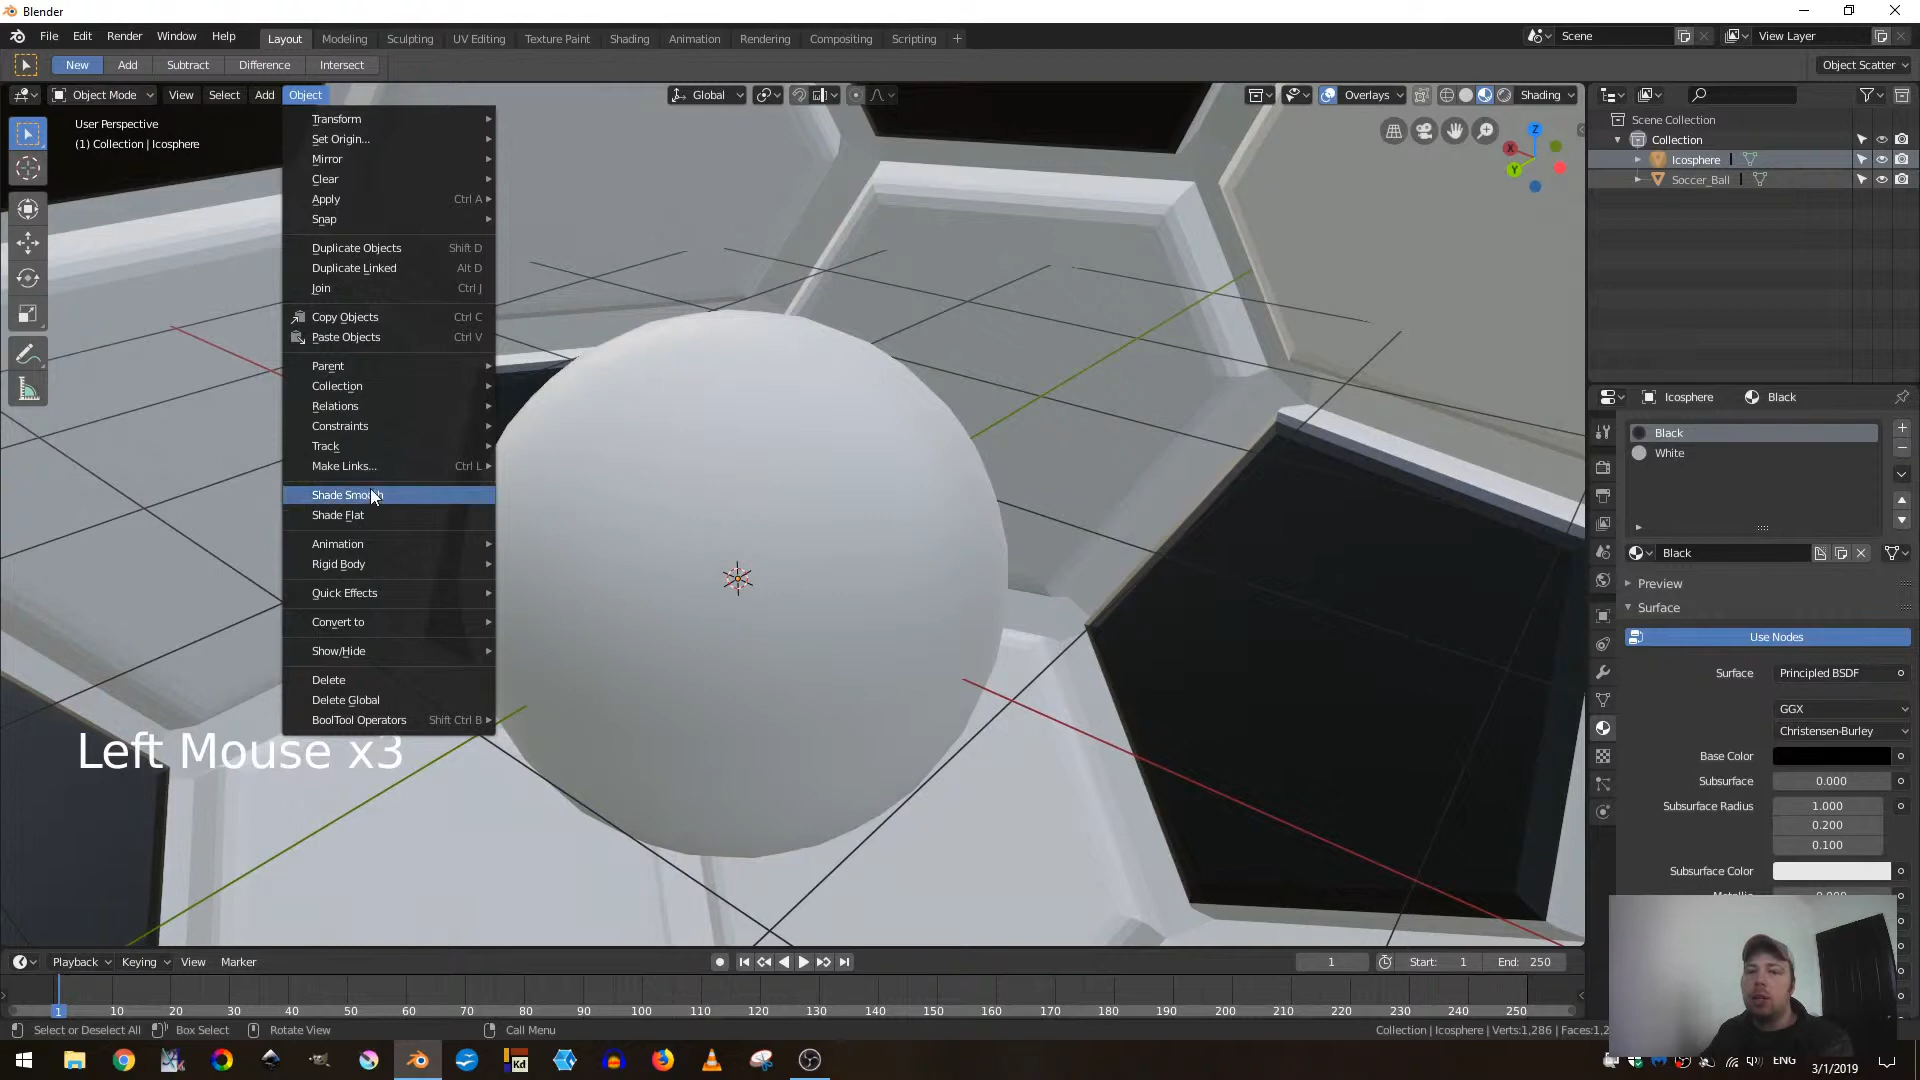 Blender
File Edit Render Window Help
Layout Modeling Sculpting UV Editing Texture Paint Shading Animation Rendering Compositing Scripting +
Scene
View Layer
New Add Subtract Difference Intersect
Object Scatter
Object Mode View Select Add Object
Global
Overlays
Shading
User Perspective
(1) Collection | Icosphere
Transform
Set Origin...
Mirror
Clear
Apply Ctrl A
Snap
Duplicate Objects Shift D
Duplicate Linked Alt D
Join Ctrl J
Copy Objects Ctrl C
Paste Objects Ctrl V
Parent
Collection
Relations
Constraints
Track
Make Links... Ctrl L
Shade Smooth
Shade Flat
Animation
Rigid Body
Quick Effects
Convert to
Show/Hide
Delete
Delete Global
BoolTool Operators Shift Ctrl B
Left Mouse x3
X Y Z
Scene Collection
Collection
Icosphere
Soccer_Ball
Icosphere Black
Black
White
Black
Preview
Surface
Use Nodes
Surface Principled BSDF
GGX
Christensen-Burley
Base Color
Subsurface 0.000
Subsurface Radius 1.000
0.200
0.100
Subsurface Color
Playback Keying View Marker
1
Start: 1
End: 250
1 10 20 30 40 50 60 70 80 90 100 110 120 130 140 150 160 170 180 190 200 210 220 230 240 250
Select or Deselect All Box Select Rotate View Call Menu
Collection | Icosphere | Verts:1,286 | Faces:1,2
Kd
ENG
3/1/2019